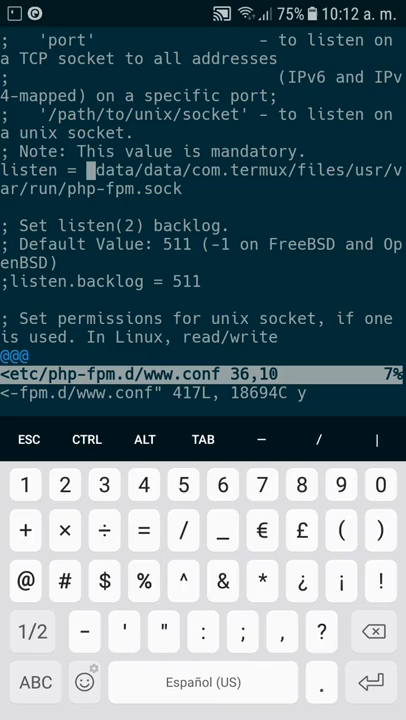 75% 10:12 a. m.
;   'port'                    - to listen on
a TCP socket to all addresses
;                               (IPv6 and IPv
4-mapped) on a specific port;
;   '/path/to/unix/socket' - to listen on
a unix socket.
; Note: This value is mandatory.
listen = /data/data/com.termux/files/usr/v
ar/run/php-fpm.sock
; Set listen(2) backlog.
; Default Value: 511 (-1 on FreeBSD and Op
enBSD)
;listen.backlog = 511
; Set permissions for unix socket, if one
is used. In Linux, read/write
@@@
<etc/php-fpm.d/www.conf 36,10 7%
<-fpm.d/www.conf" 417L, 18694C y
ESC CTRL ALT TAB — / |
1 2 3 4 5 6 7 8 9 0
+ × ÷ = / _ € £ ( )
@ # $ % ^ & * ¿ ¡ !
1/2 - ' " : ; , ?
ABC Español (US) .